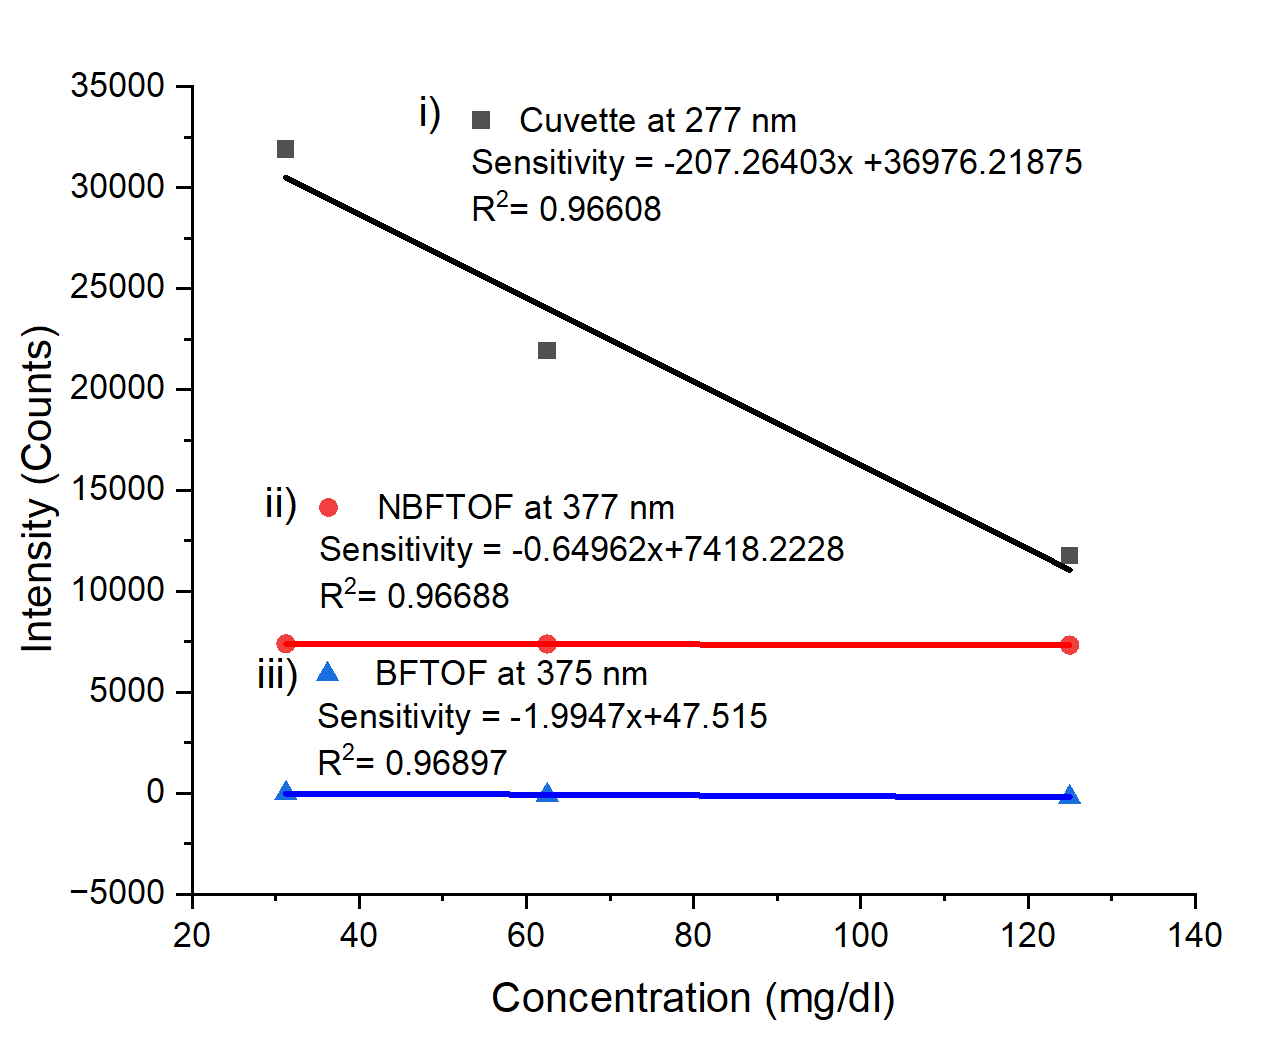 35000
30000
25000
20000
15000
10000
5000
0
−5000
Intensity (Counts)
i) Cuvette at 277 nm
Sensitivity = -207.26403x +36976.21875
R²= 0.96608
ii) NBFTOF at 377 nm
Sensitivity = -0.64962x+7418.2228
R²= 0.96688
iii) BFTOF at 375 nm
Sensitivity = -1.9947x+47.515
R²= 0.96897
20 40 60 80 100 120 140
Concentration (mg/dl)